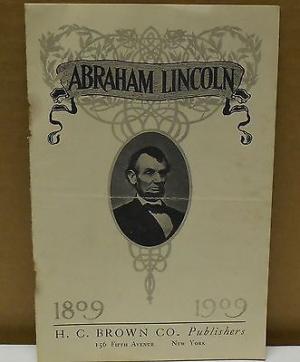 ABRAHAM LINCOLN
1809 1909
H. C. BROWN CO. Publishers
156 FIFTH AVENUE NEW YORK